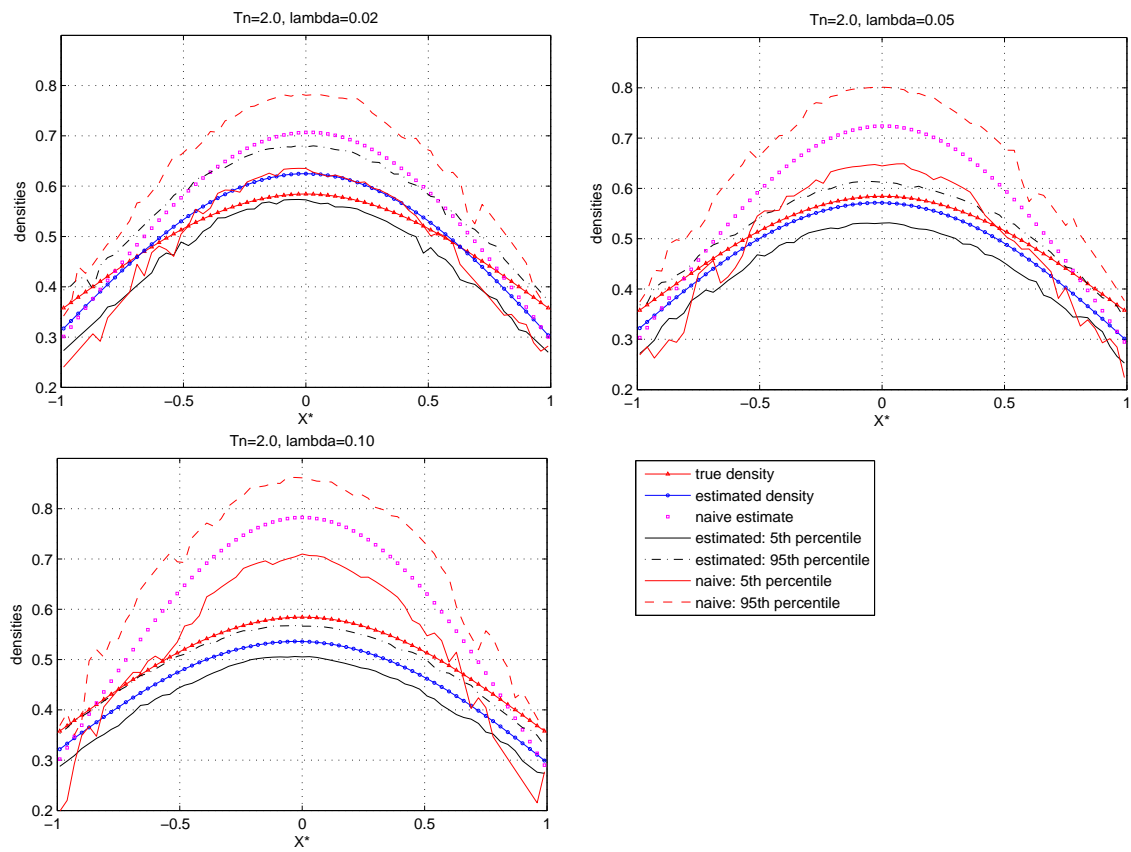 Tn=2.0, lambda=0.02
0.8
0.7
0.6
0.5
0.4
0.3
0.2
densities
−1
−0.5
0
0.5
1
X*
Tn=2.0, lambda=0.05
0.8
0.7
0.6
0.5
0.4
0.3
0.2
densities
−1
−0.5
0
0.5
1
X*
Tn=2.0, lambda=0.10
0.8
0.7
0.6
0.5
0.4
0.3
0.2
densities
−1
−0.5
0
0.5
1
X*
true density
estimated density
naive estimate
estimated: 5th percentile
estimated: 95th percentile
naive: 5th percentile
naive: 95th percentile